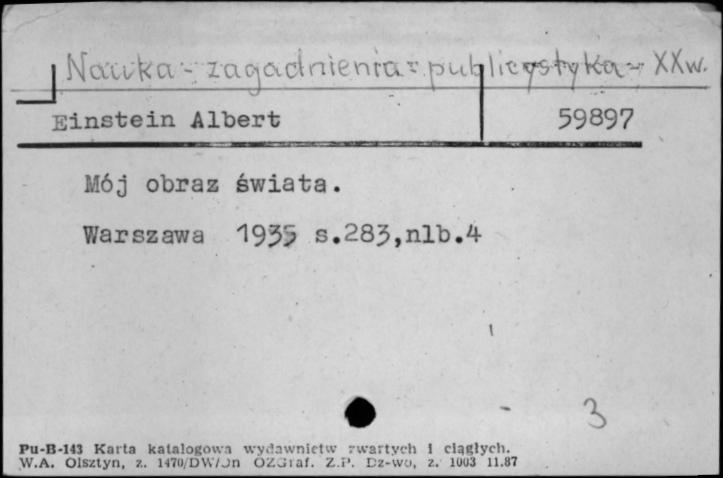 Nauka - zagadnienia - publicystyka - XXw.
Einstein Albert 59897
Mój obraz świata.
Warszawa 1935 s.283,nlb.4
3
Pu-B-143 Karta katalogowa wydawnictw zwartych i ciągłych.
W.A. Olsztyn, z. 1470/DW/Dn OZGraf. Z.P. Dz-wo, z. 1003 11.87